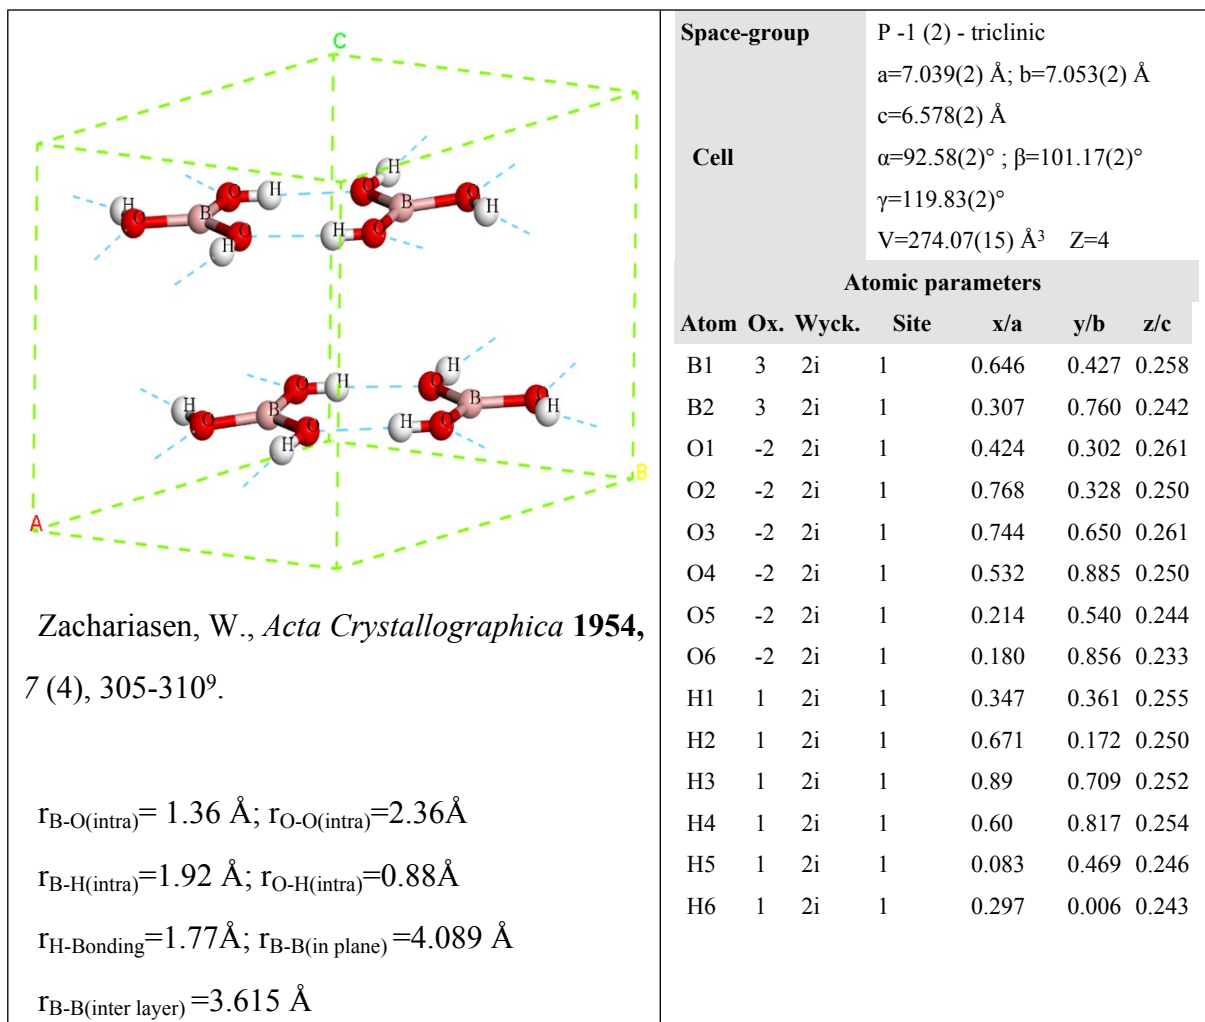 C
H H H
O O O
H O B O B H
H O H O
H O H
O H O O
H O B H O B H
H O O
A B
Zachariasen, W., Acta Crystallographica 1954,
7 (4), 305-310⁹.
r_B-O(intra)= 1.36 Å; r_O-O(intra)=2.36Å
r_B-H(intra)=1.92 Å; r_O-H(intra)=0.88Å
r_H-Bonding=1.77Å; r_B-B(in plane) =4.089 Å
r_B-B(inter layer) =3.615 Å
Space-group P -1 (2) - triclinic
a=7.039(2) Å; b=7.053(2) Å
c=6.578(2) Å
Cell α=92.58(2)° ; β=101.17(2)°
γ=119.83(2)°
V=274.07(15) Å³ Z=4
Atomic parameters
Atom Ox. Wyck. Site x/a y/b z/c
B1 3 2i 1 0.646 0.427 0.258
B2 3 2i 1 0.307 0.760 0.242
O1 -2 2i 1 0.424 0.302 0.261
O2 -2 2i 1 0.768 0.328 0.250
O3 -2 2i 1 0.744 0.650 0.261
O4 -2 2i 1 0.532 0.885 0.250
O5 -2 2i 1 0.214 0.540 0.244
O6 -2 2i 1 0.180 0.856 0.233
H1 1 2i 1 0.347 0.361 0.255
H2 1 2i 1 0.671 0.172 0.250
H3 1 2i 1 0.89 0.709 0.252
H4 1 2i 1 0.60 0.817 0.254
H5 1 2i 1 0.083 0.469 0.246
H6 1 2i 1 0.297 0.006 0.243